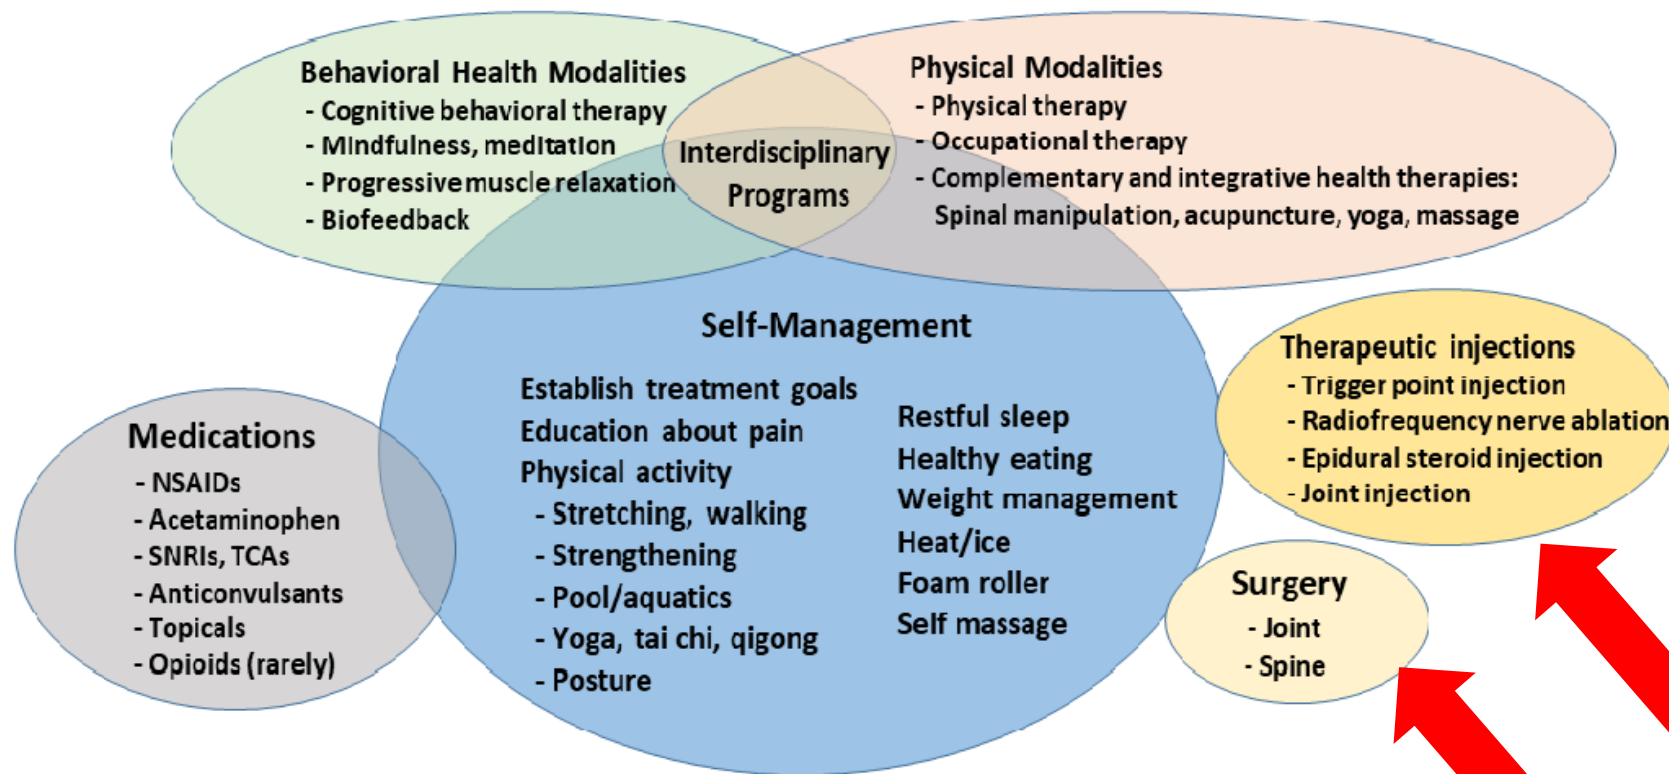 Behavioral Health Modalities
- Cognitive behavioral therapy
- Mindfulness, meditation
- Progressive muscle relaxation
- Biofeedback
Interdisciplinary
Programs
Physical Modalities
- Physical therapy
- Occupational therapy
- Complementary and integrative health therapies:
Spinal manipulation, acupuncture, yoga, massage
Self-Management
Establish treatment goals
Education about pain
Physical activity
- Stretching, walking
- Strengthening
- Pool/aquatics
- Yoga, tai chi, qigong
- Posture
Restful sleep
Healthy eating
Weight management
Heat/ice
Foam roller
Self massage
Medications
- NSAIDs
- Acetaminophen
- SNRIs, TCAs
- Anticonvulsants
- Topicals
- Opioids (rarely)
Therapeutic injections
- Trigger point injection
- Radiofrequency nerve ablation
- Epidural steroid injection
- Joint injection
Surgery
- Joint
- Spine